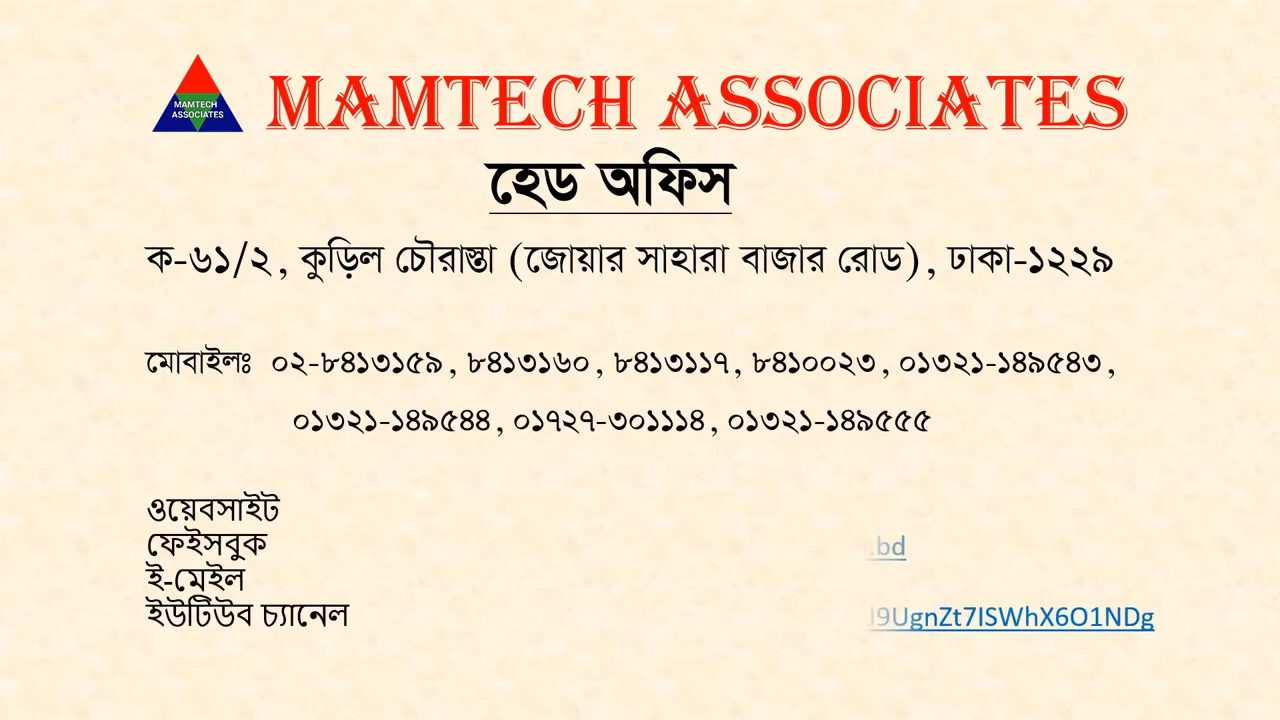 MAMTECH
ASSOCIATES
MAMTECH ASSOCIATES
হেড অফিস
ক-৬১/২, কুড়িল চৌরাস্তা (জোয়ার সাহারা বাজার রোড), ঢাকা-১২২৯
মোবাইলঃ ০২-৮৪১৩১৫৯, ৮৪১৩১৬০, ৮৪১৩১১৭, ৮৪১০০২৩, ০১৩২১-১৪৯৫৪৩,
০১৩২১-১৪৯৫৪৪, ০১৭২৭-৩০১১১৪, ০১৩২১-১৪৯৫৫৫
ওয়েবসাইট
ফেইসবুক .bd
ই-মেইল
ইউটিউব চ্যানেল